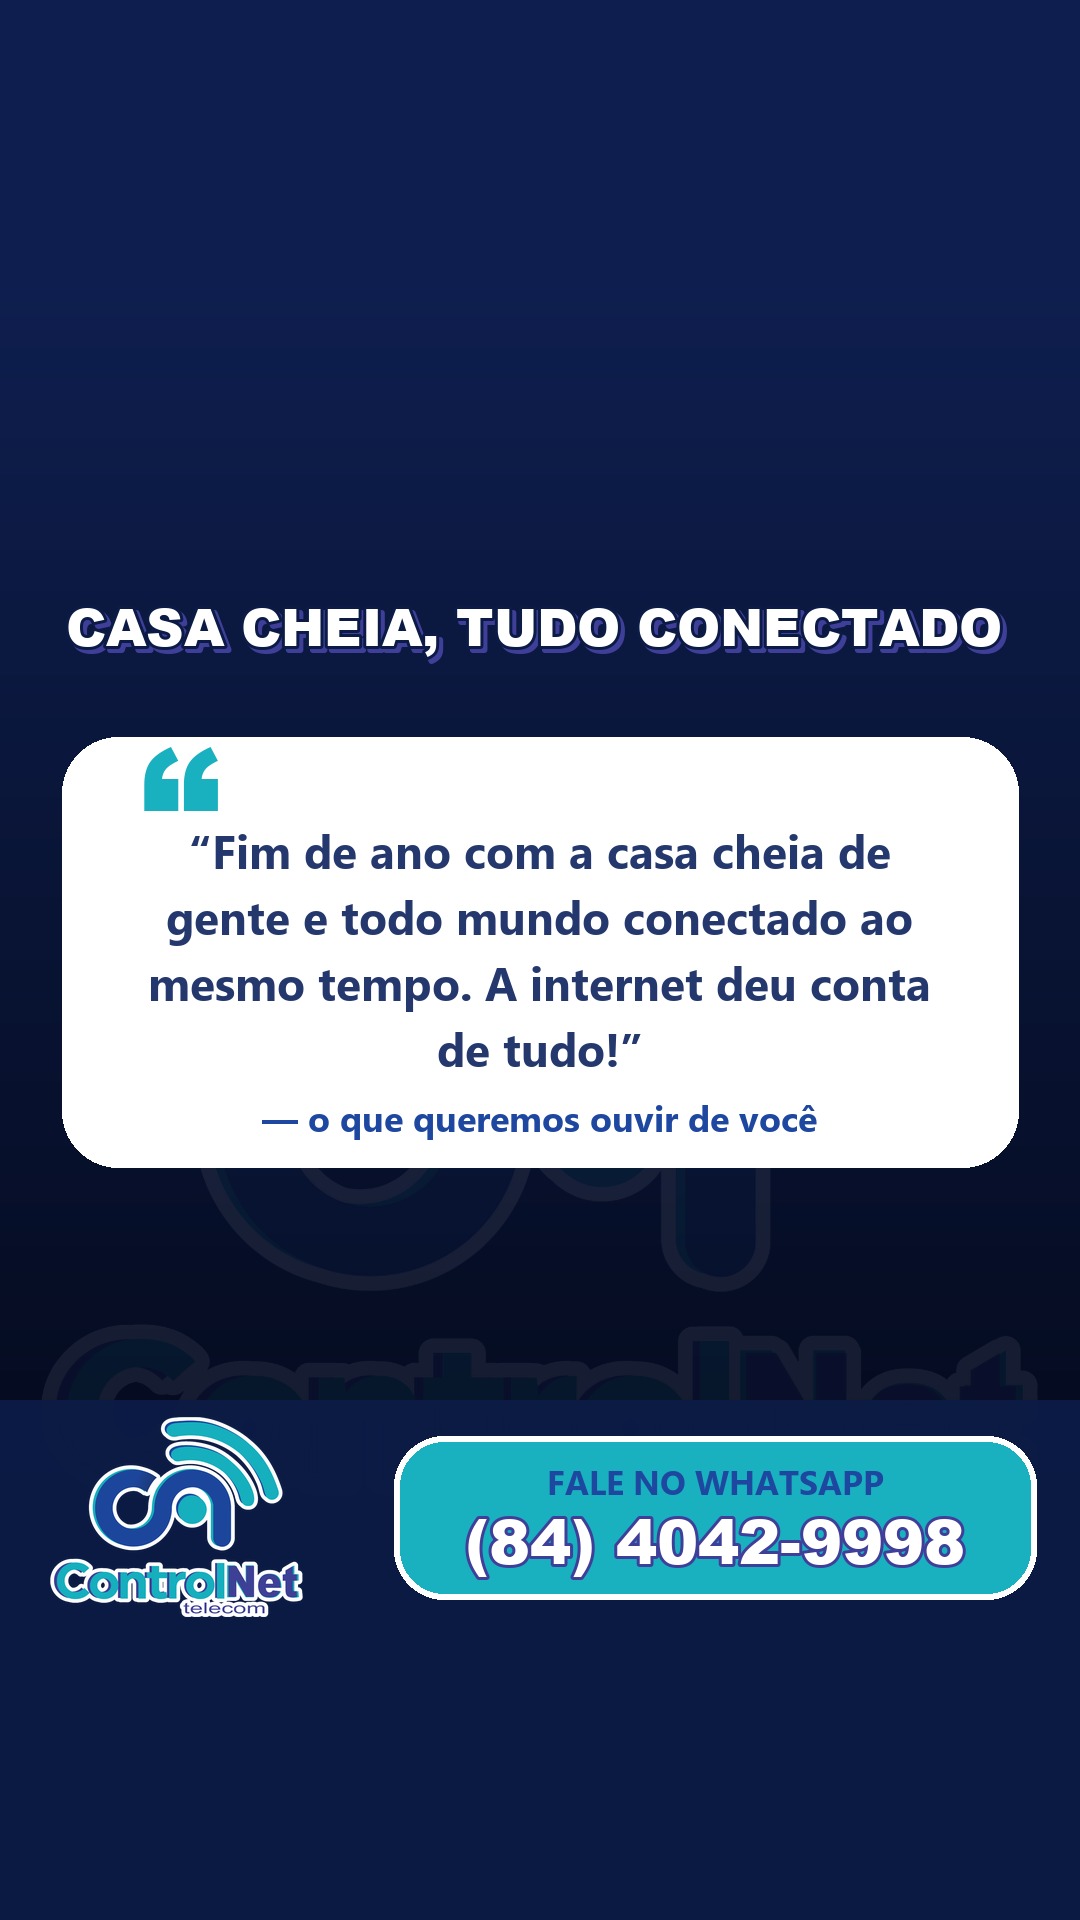 CASA CHEIA, TUDO CONECTADO
“Fim de ano com a casa cheia de
gente e todo mundo conectado ao
mesmo tempo. A internet deu conta
de tudo!”
— o que queremos ouvir de você
ControlNet
ControlNet
telecom
FALE NO WHATSAPP
(84) 4042-9998